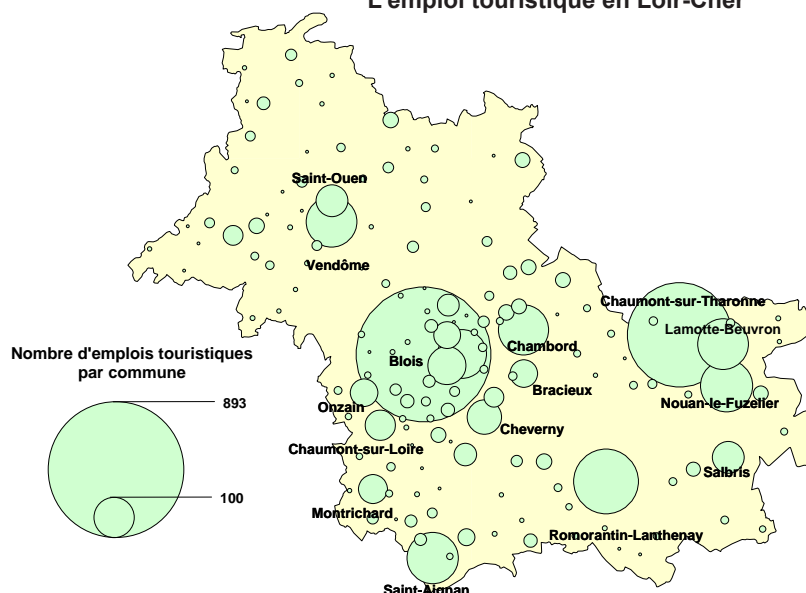 L'emploi touristique en Loir-Cher
Saint-Ouen
Vendôme
Chaumont-sur-Tharonne
Lamotte-Beuvron
Nombre d'emplois touristiques
par commune
Blois
Chambord
893
Bracieux
Nouan-le-Fuzelier
Onzain
Cheverny
Chaumont-sur-Loire
Salbris
100
Montrichard
Romorantin-Lanthenay
Saint-Aignan